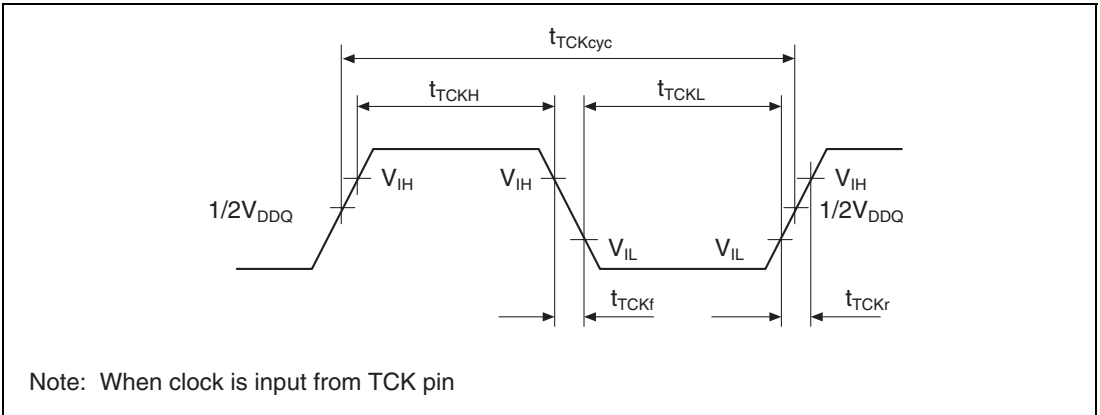 tTCKcyc
tTCKH tTCKL
VIH VIH VIH
1/2VDDQ 1/2VDDQ
VIL VIL
tTCKf tTCKr
Note: When clock is input from TCK pin